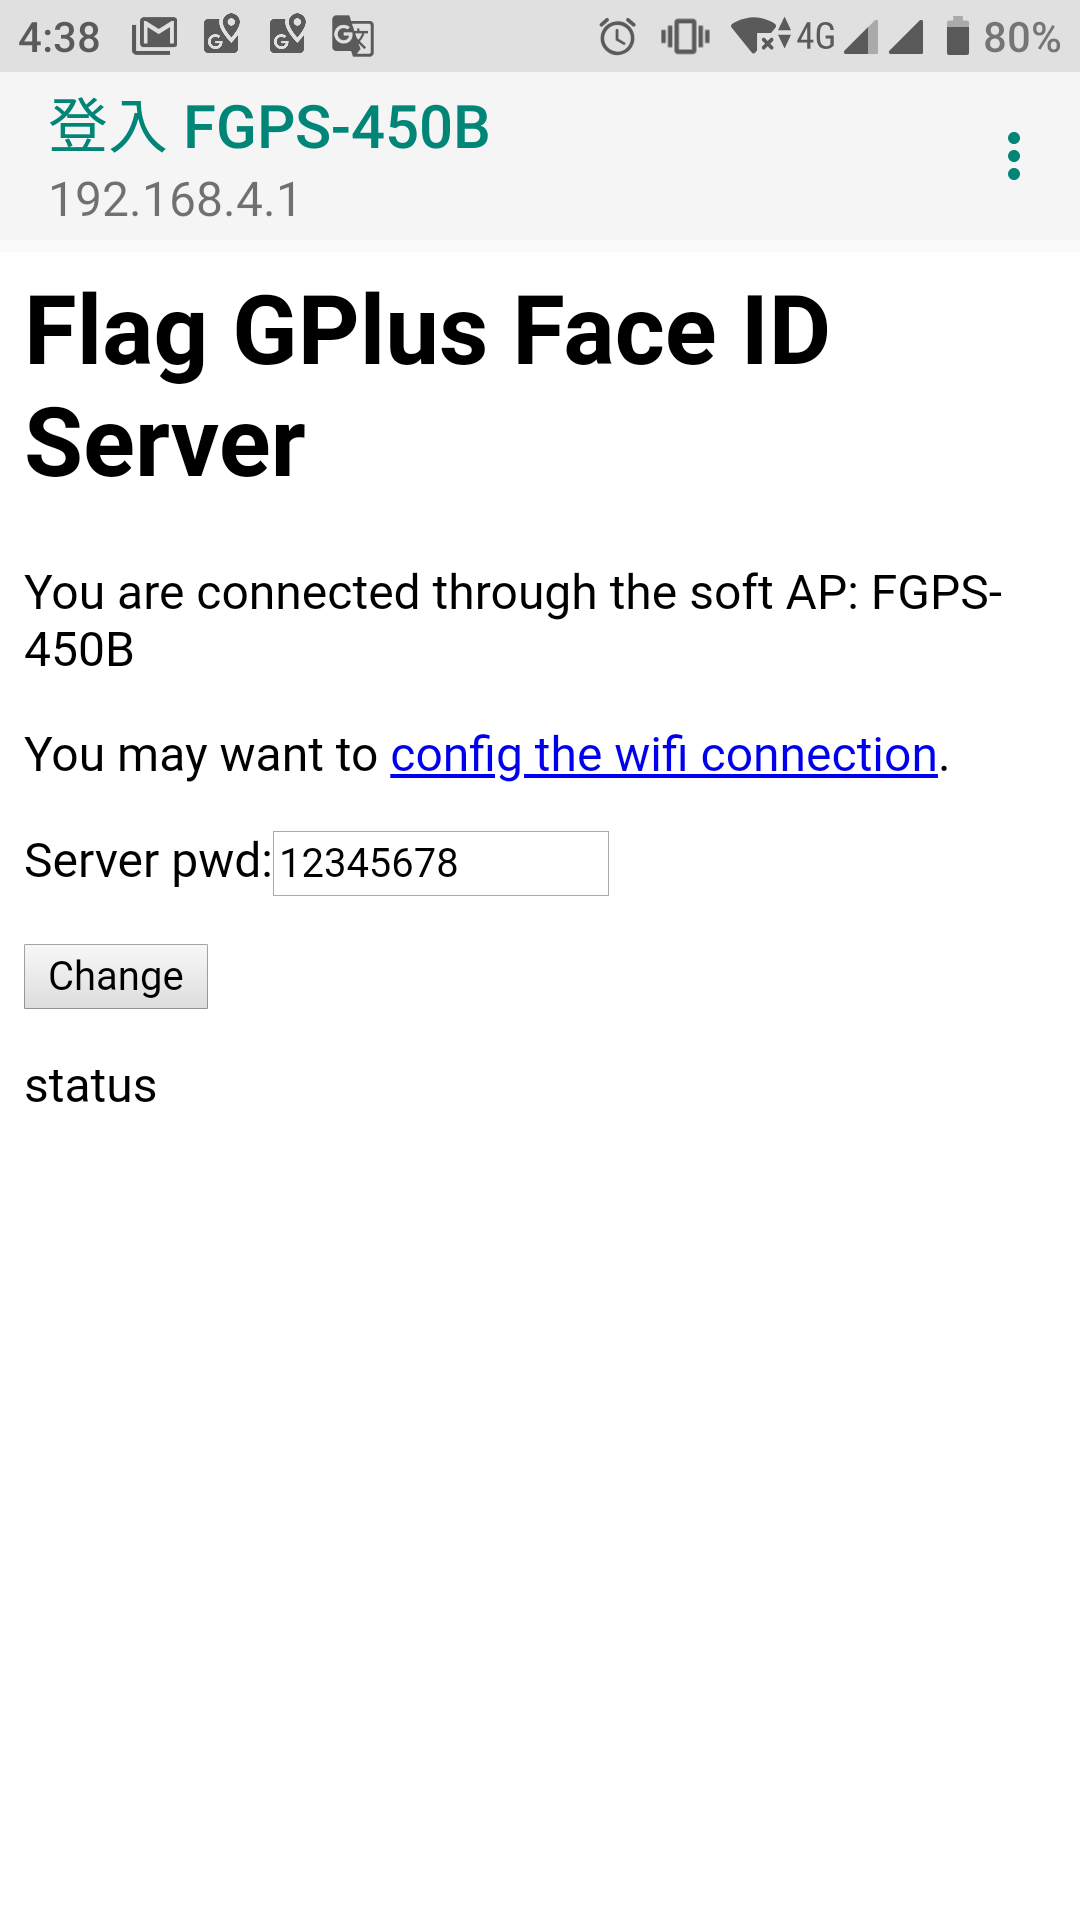 4:38 4G 80%
登入 FGPS-450B
192.168.4.1
Flag GPlus Face ID
Server
You are connected through the soft AP: FGPS-
450B
You may want to config the wifi connection.
Server pwd: 12345678
Change
status